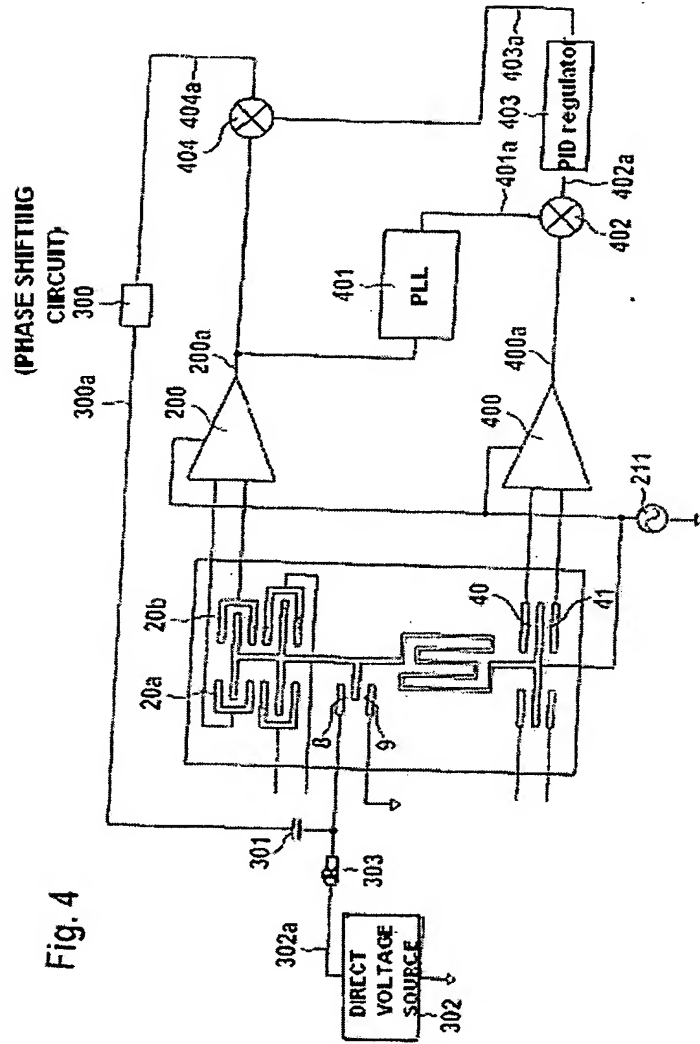 Fig. 4
(PHASE SHIFTING
CIRCUIT)
300
300a
404a
404
200a
200
20b
20a
301
8
9
303
302a
DIRECT
VOLTAGE
SOURCE
302
401
PLL
401a
403a
403
PID regulator
402a
402
400a
400
40
41
211